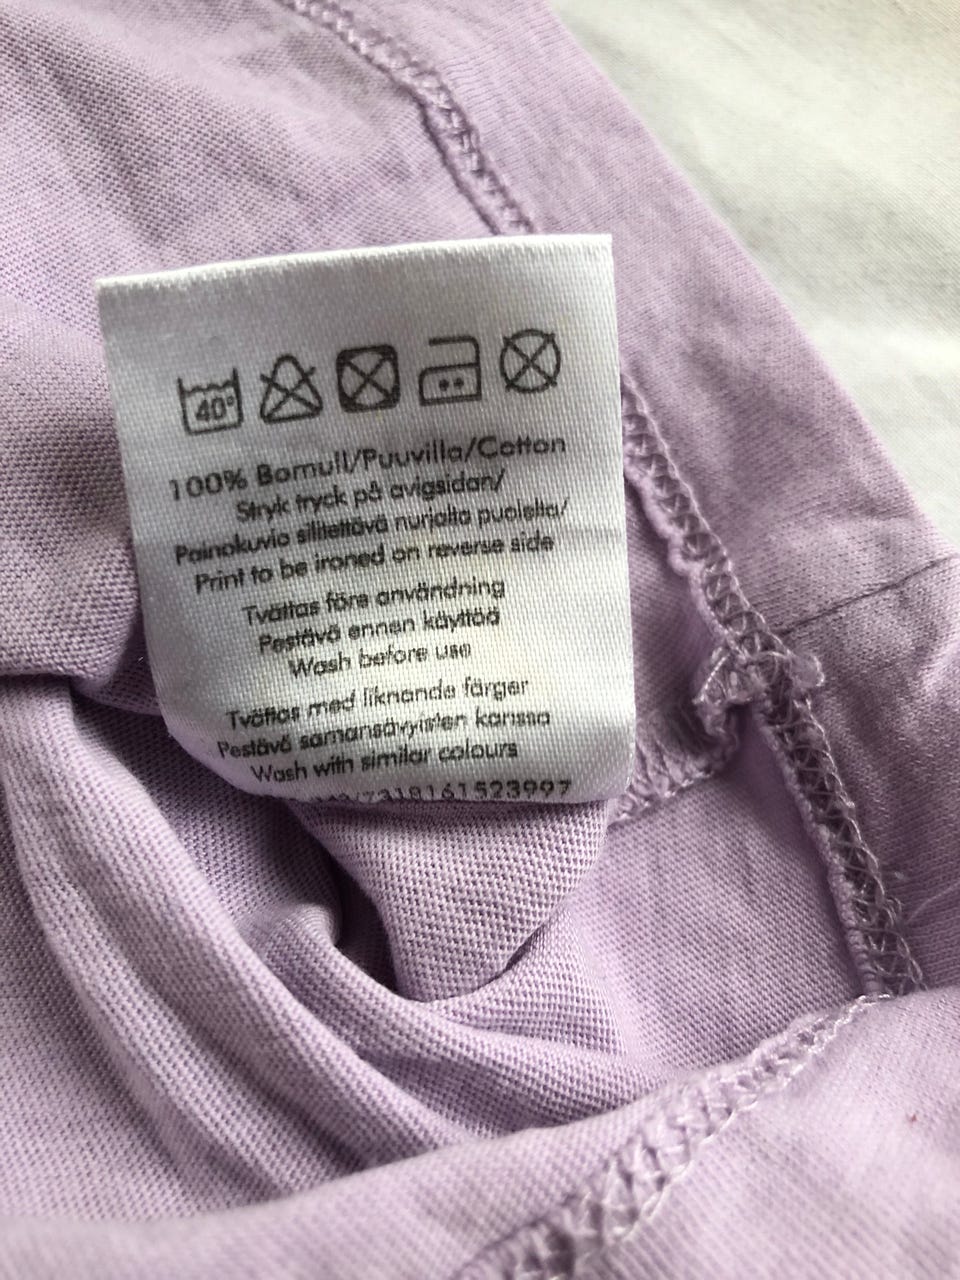 40°
100% Bomull/Puuvilla/Cotton
Stryk tryck på avigsidan/
Painokuvio silitettävä nurjalta puolelta/
Print to be ironed on reverse side
Tvättas före användning
Pestävä ennen käyttöä
Wash before use
Tvättas med liknande färger
Pestävä samansävyisten kanssa
Wash with similar colours
7318161523997